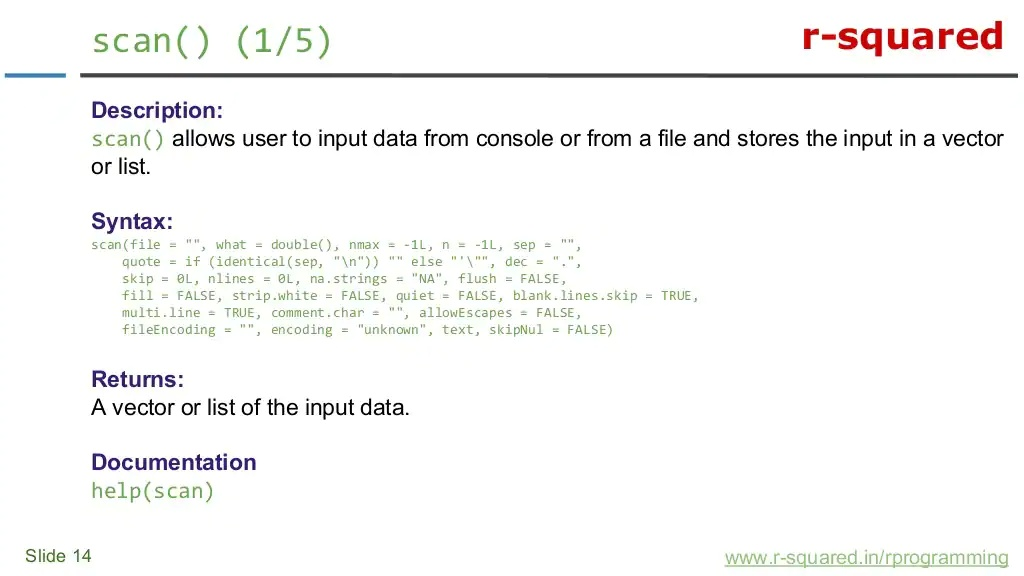 scan() (1/5)
r-squared
Description:
scan() allows user to input data from console or from a file and stores the input in a vector
or list.
Syntax:
scan(file = "", what = double(), nmax = -1L, n = -1L, sep = "",
quote = if (identical(sep, "\n")) "" else "'\"", dec = ".",
skip = 0L, nlines = 0L, na.strings = "NA", flush = FALSE,
fill = FALSE, strip.white = FALSE, quiet = FALSE, blank.lines.skip = TRUE,
multi.line = TRUE, comment.char = "", allowEscapes = FALSE,
fileEncoding = "", encoding = "unknown", text, skipNul = FALSE)
Returns:
A vector or list of the input data.
Documentation
help(scan)
Slide 14
www.r-squared.in/rprogramming